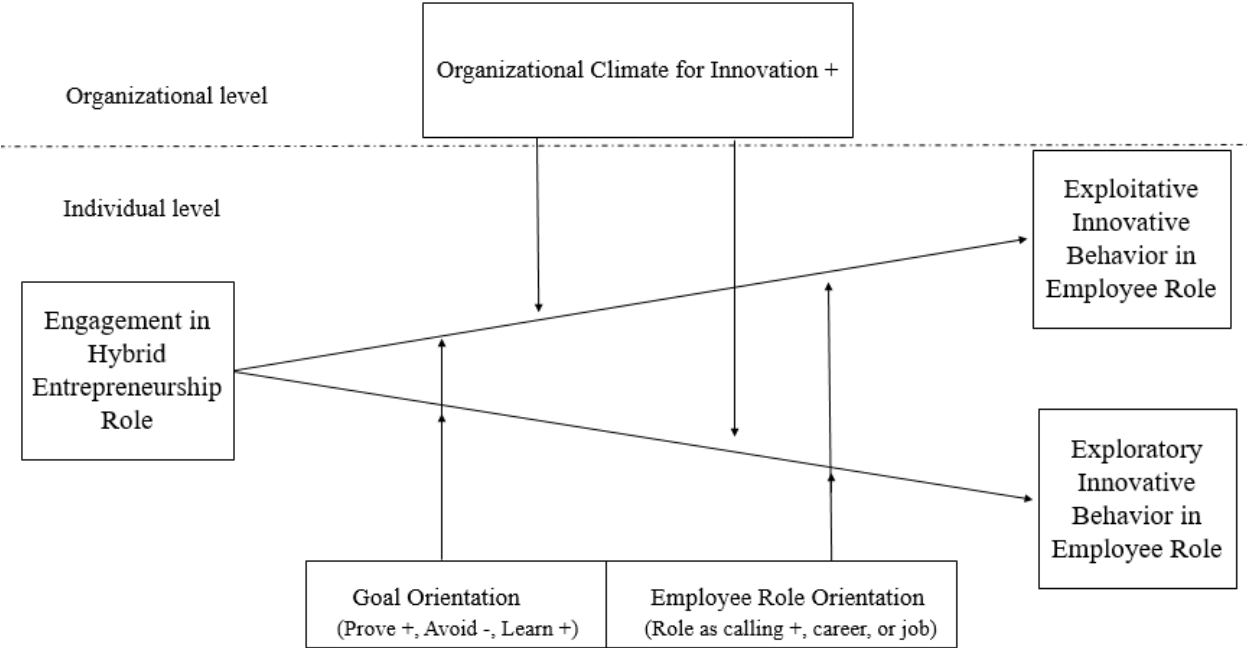 Organizational Climate for Innovation +
Organizational level
Individual level
Exploitative
Innovative
Behavior in
Employee Role
Engagement in
Hybrid
Entrepreneurship
Role
Exploratory
Innovative
Behavior in
Employee Role
Goal Orientation
(Prove +, Avoid -, Learn +)
Employee Role Orientation
(Role as calling +, career, or job)